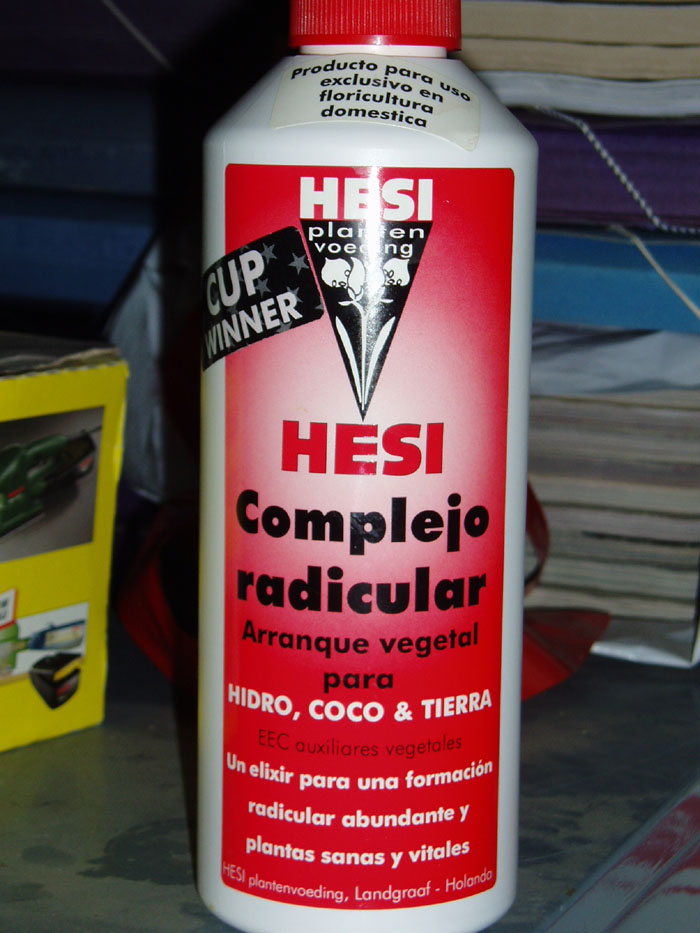 Producto para uso
exclusivo en
floricultura
domestica
HESI
planten
voeding
CUP
WINNER
HESI
Complejo
radicular
Arranque vegetal
para
HIDRO, COCO & TIERRA
EEC auxiliares vegetales
Un elixir para una formación
radicular abundante y
plantas sanas y vitales
HESI plantenvoeding, Landgraaf - Holanda